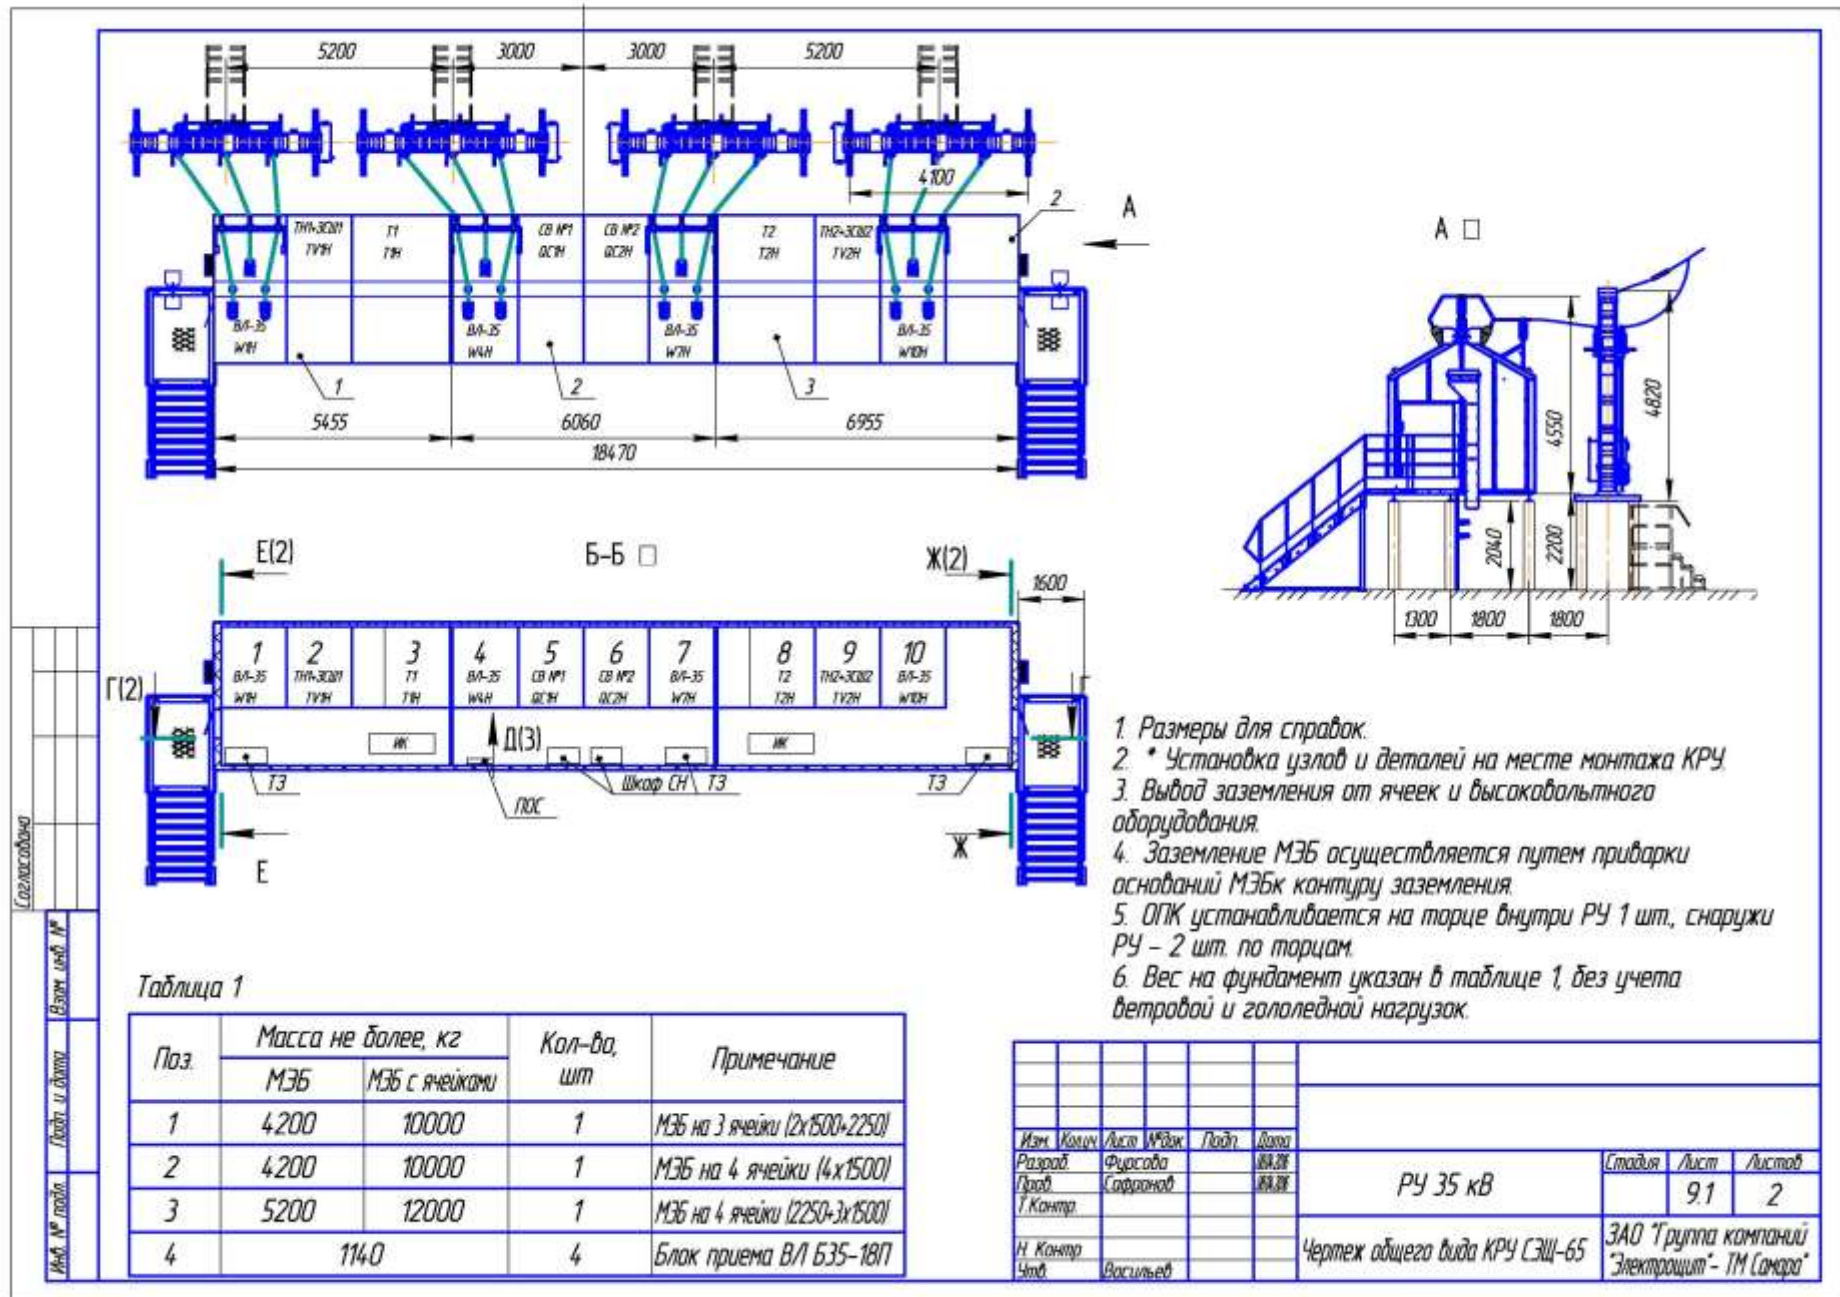 5200
3000
3000
5200
4100
2
А
ТН1+ЗСШ1
TV1H
Т1
Т1Н
СВ №1
QC1H
СВ №2
QC2H
Т2
Т2Н
ТН2+ЗСШ2
TV2H
ВЛ-35
W1H
ВЛ-35
W4H
ВЛ-35
W7H
ВЛ-35
W10H
1
2
3
5455
6060
6955
18470
А
4550
4820
2040
2200
1300
1800
1800
Е(2)
Б-Б
Ж(2)
1600
Г(2)
Г
1
ВЛ-35
W1H
2
ТН1+ЗСШ1
TV1H
3
Т1
Т1Н
4
ВЛ-35
W4H
5
СВ №1
QC1H
6
СВ №2
QC2H
7
ВЛ-35
W7H
8
Т2
Т2Н
9
ТН2+ЗСШ2
TV2H
10
ВЛ-35
W10H
ИК
Д(3)
ИК
ТЗ
ПОС
Шкаф СН
ТЗ
ТЗ
Е
Ж
1. Размеры для справок.
2. * Установка узлов и деталей на месте монтажа КРУ.
3. Вывод заземления от ячеек и высоковольтного
оборудования.
4. Заземление МЭБ осуществляется путем приварки
оснований МЭБк контуру заземления.
5. ОПК устанавливается на торце внутри РУ 1 шт., снаружи
РУ - 2 шт. по торцам.
6. Вес на фундамент указан в таблице 1, без учета
ветровой и гололедной нагрузок.
Таблица 1
Поз. Масса не более, кг Кол-во, шт Примечание
МЭБ МЭБ с ячейками
1 4200 10000 1 МЭБ на 3 ячейки (2х1500+2250)
2 4200 10000 1 МЭБ на 4 ячейки (4х1500)
3 5200 12000 1 МЭБ на 4 ячейки (2250+3х1500)
4 1140 4 Блок приема ВЛ Б35-18П
Согласовано
Взам. инв. №
Подп. и дата
Инв. № подл.
Изм. Кол.уч Лист №док Подп. Дата
Разраб. Фурсова
Пров. Сафронов
Т.Контр.
Н. Контр
Утв. Васильев
РУ 35 кВ
Стадия Лист Листов
9.1 2
Чертеж общего вида КРУ СЭЩ-65
ЗАО "Группа компаний
"Электрощит"- ТМ Самара"